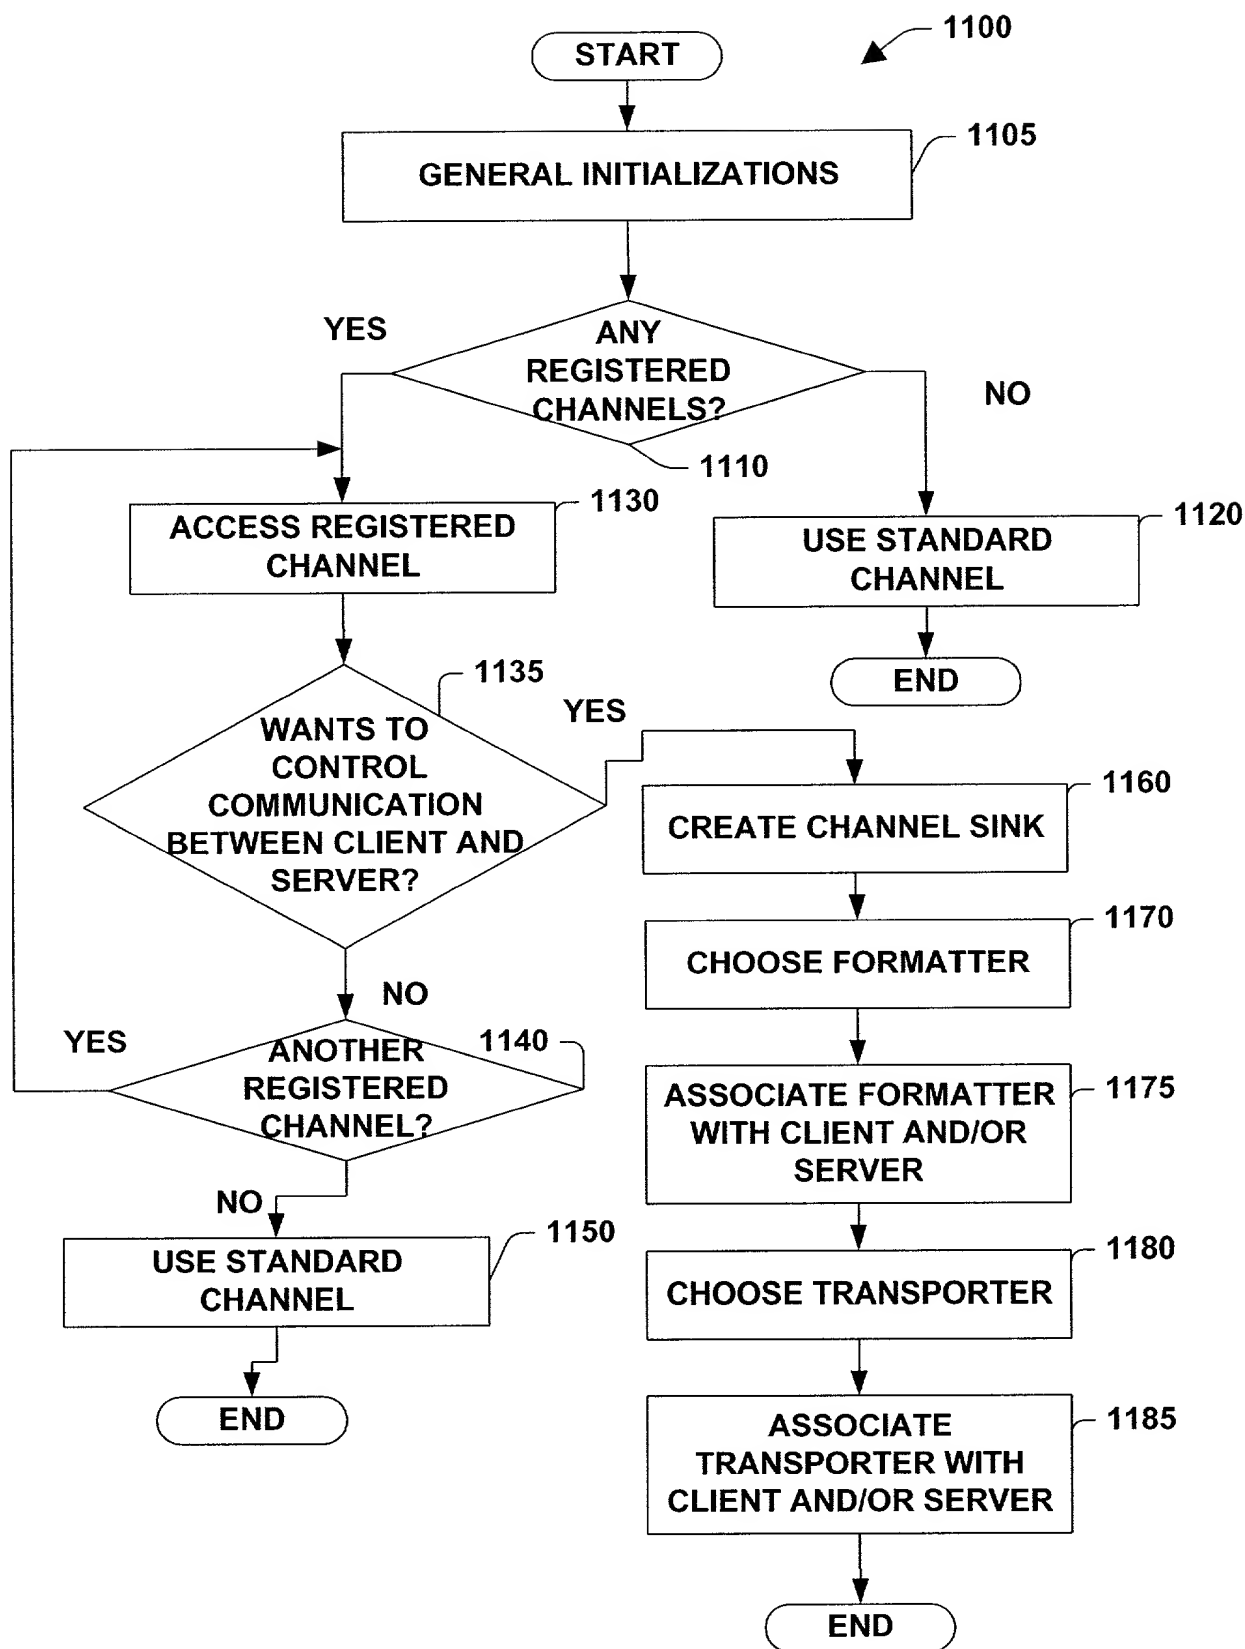 1100
START
1105
GENERAL INITIALIZATIONS
YES
ANY
REGISTERED
CHANNELS?
NO
1110
1130
ACCESS REGISTERED
CHANNEL
1120
USE STANDARD
CHANNEL
END
1135
WANTS TO
CONTROL
COMMUNICATION
BETWEEN CLIENT AND
SERVER?
YES
1160
CREATE CHANNEL SINK
1170
CHOOSE FORMATTER
NO
YES
1140
ANOTHER
REGISTERED
CHANNEL?
1175
ASSOCIATE FORMATTER
WITH CLIENT AND/OR
SERVER
NO
1150
USE STANDARD
CHANNEL
END
1180
CHOOSE TRANSPORTER
1185
ASSOCIATE
TRANSPORTER WITH
CLIENT AND/OR SERVER
END